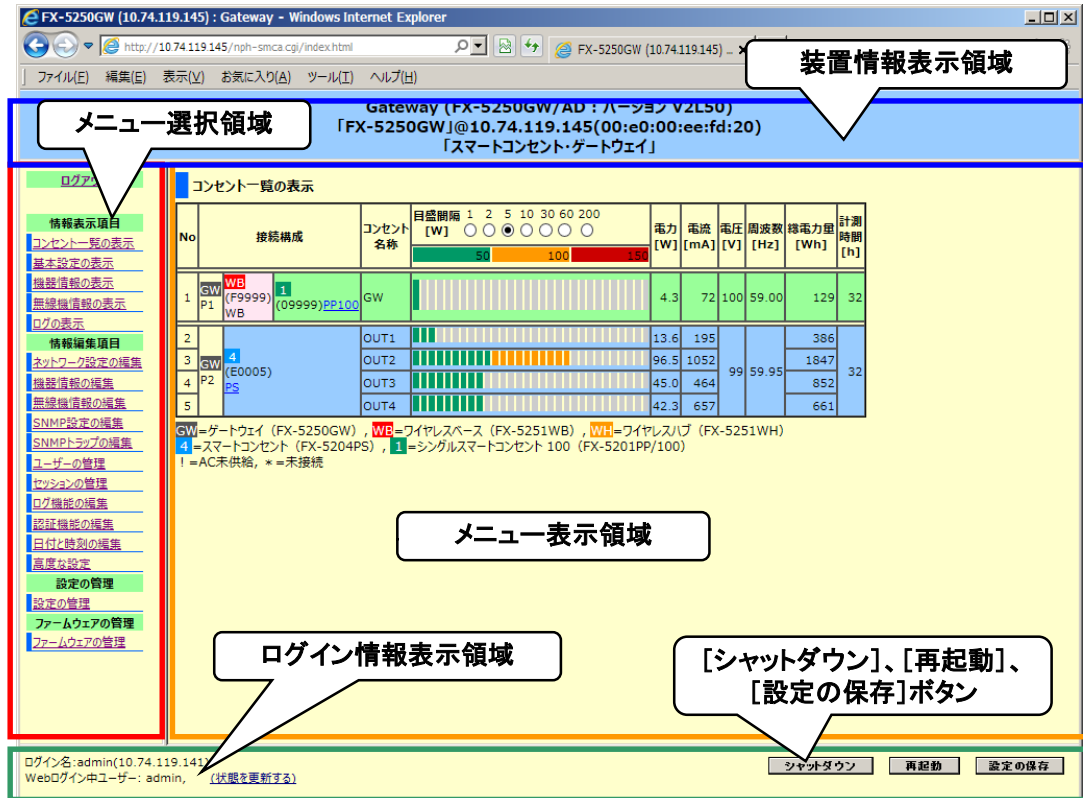 FX-5250GW (10.74.119.145) : Gateway - Windows Internet Explorer
http://10.74.119.145/nph-smca.cgi/index.html
FX-5250GW (10.74.119.145) –
ファイル(F) 編集(E) 表示(V) お気に入り(A) ツール(T) ヘルプ(H)
装置情報表示領域
Gateway (FX-5250GW/AD : バージョン V2L50)
「FX-5250GW」@10.74.119.145(00:e0:00:ee:fd:20)
「スマートコンセント・ゲートウェイ」
メニュー選択領域
情報表示項目
コンセント一覧の表示
基本設定の表示
機器情報の表示
無線機情報の表示
ログの表示
情報編集項目
ネットワーク設定の編集
機器情報の編集
無線機情報の編集
SNMP設定の編集
SNMPトラップの編集
ユーザーの管理
セッションの管理
ログ機能の編集
認証機能の編集
日付と時刻の編集
高度な設定
設定の管理
設定の管理
ファームウェアの管理
ファームウェアの管理
コンセント一覧の表示
No 接続構成 コンセント名称 目盛間隔[W] 1 2 5 10 30 60 200 電力[W] 電流[mA] 電圧[V] 周波数[Hz] 総電力量[Wh] 計測時間[h]
50 100 150
1 GW P1 WB (F9999) WB 1 (09999)PP100 GW 4.3 72 100 59.00 129 32
2 GW P2 4 (E0005) PS OUT1 13.6 195 99 59.95 386 32
3 OUT2 96.5 1052 1847
4 OUT3 45.0 464 852
5 OUT4 42.3 657 661
GW=ゲートウェイ（FX-5250GW）, WB=ワイヤレスベース（FX-5251WB）, WH=ワイヤレスハブ（FX-5251WH）
4=スマートコンセント（FX-5204PS）, 1=シングルスマートコンセント 100（FX-5201PP/100）
! =AC未供給, * =未接続
メニュー表示領域
ログイン情報表示領域
[シャットダウン]、[再起動]、
[設定の保存]ボタン
ログイン名:admin(10.74.119.141)
Webログイン中ユーザー: admin, (状態を更新する)
シャットダウン 再起動 設定の保存